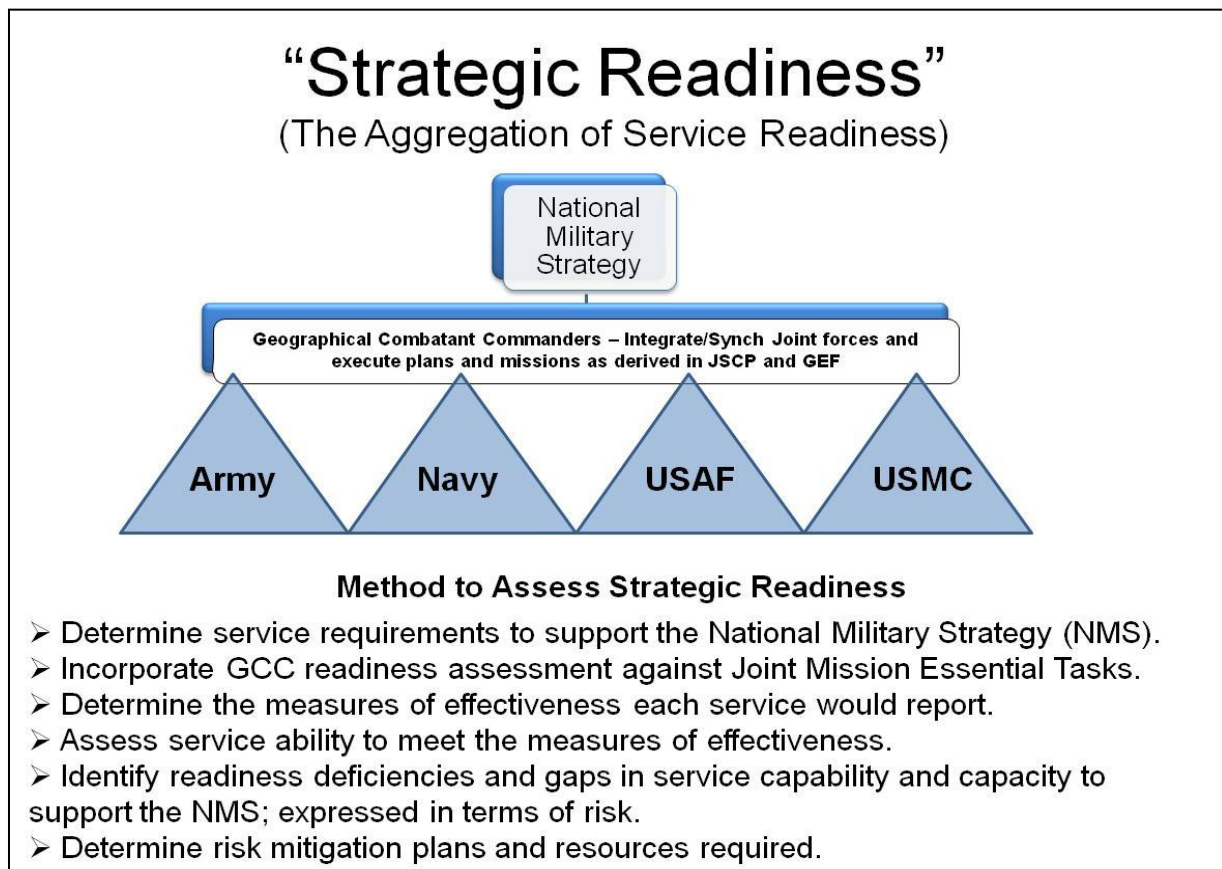 “Strategic Readiness”
(The Aggregation of Service Readiness)
National
Military
Strategy
Geographical Combatant Commanders – Integrate/Synch Joint forces and
execute plans and missions as derived in JSCP and GEF
Army
Navy
USAF
USMC
Method to Assess Strategic Readiness
➢ Determine service requirements to support the National Military Strategy (NMS).
➢ Incorporate GCC readiness assessment against Joint Mission Essential Tasks.
➢ Determine the measures of effectiveness each service would report.
➢ Assess service ability to meet the measures of effectiveness.
➢ Identify readiness deficiencies and gaps in service capability and capacity to
support the NMS; expressed in terms of risk.
➢ Determine risk mitigation plans and resources required.